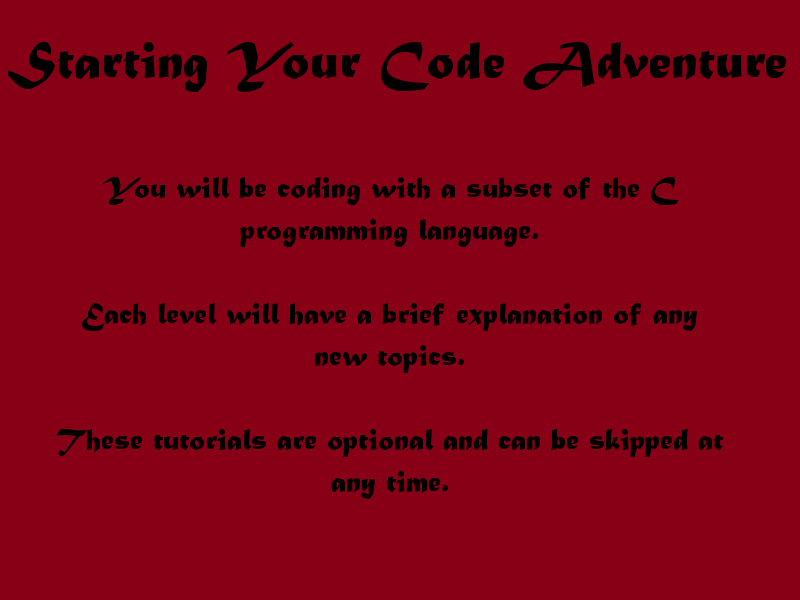 Starting Your Code Adventure
You will be coding with a subset of the C
programming language.
Each level will have a brief explanation of any
new topics.
These tutorials are optional and can be skipped at
any time.